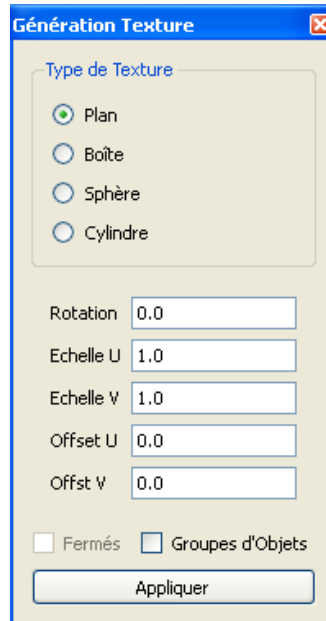 Génération Texture
Type de Texture
Plan
Boîte
Sphère
Cylindre
Rotation 0.0
Echelle U 1.0
Echelle V 1.0
Offset U 0.0
Offst V 0.0
Fermés Groupes d'Objets
Appliquer